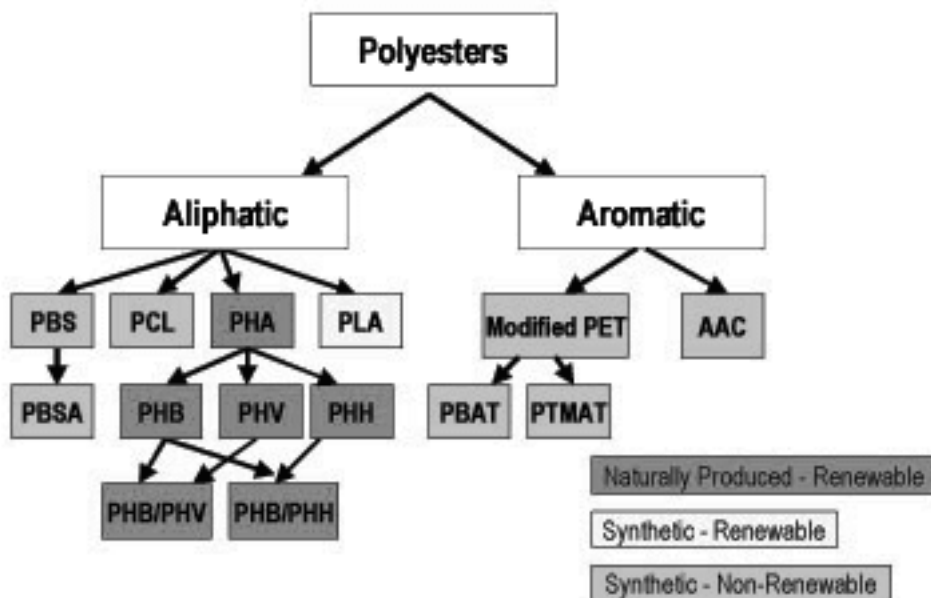 Polyesters
Aliphatic
Aromatic
PBS
PCL
PHA
PLA
Modified PET
AAC
PBSA
PHB
PHV
PHH
PBAT
PTMAT
PHB/PHV
PHB/PHH
Naturally Produced - Renewable
Synthetic - Renewable
Synthetic - Non-Renewable